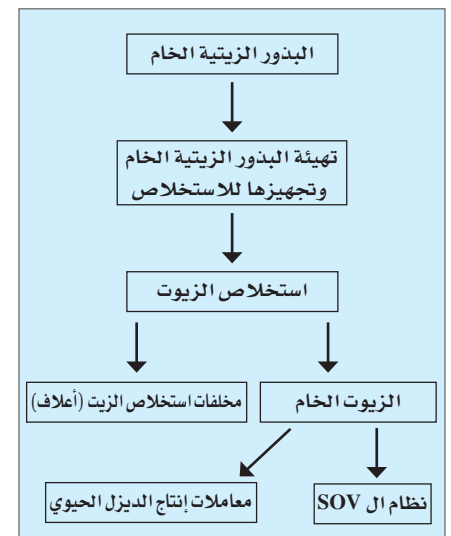 البذور الزيتية الخام
تهيئة البذور الزيتية الخام
وتجهيزها للاستخلاص
استخلاص الزيوت
الزيوت الخام
مخلفات استخلاص الزيت (أعلاف)
نظام ال SOV
معاملات إنتاج الديزل الحيوي